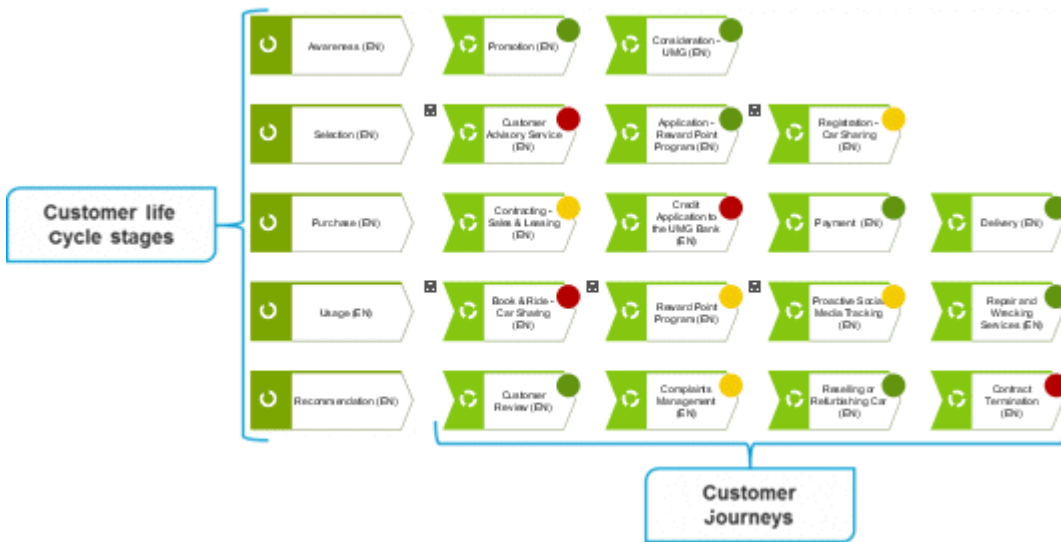 Awareness (EN)
Promotion (EN)
Consideration -
UMG (EN)
Selection (EN)
Customer
Advisory Service
(EN)
Application -
Reward Point
Program (EN)
Registration -
Car Sharing
(EN)
Customer life
Cycle stages
Purchase (EN)
Contracting -
Sales & Leasing
(EN)
Credit
Application to
the UMG Bank
(EN)
Payment (EN)
Delivery (EN)
Usage (EN)
Book & Ride -
Car Sharing
(EN)
Reward Point
Program (EN)
Proactive Social
Media Tracking
(EN)
Repair and
Wrecking
Services (EN)
Recommendation (EN)
Customer
Review (EN)
Complaints
Management
(EN)
Reselling or
Refurbishing Car
(EN)
Contract
Termination
(EN)
Customer
Journeys